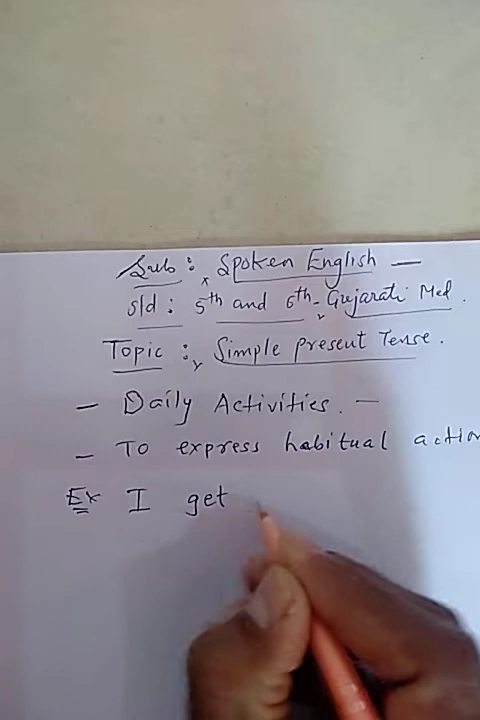 Sub: Spoken English —
std: 5th and 6th - Gujarati Med.
Topic: Simple present Tense.
— Daily Activities. —
— To express habitual action
Ex I get